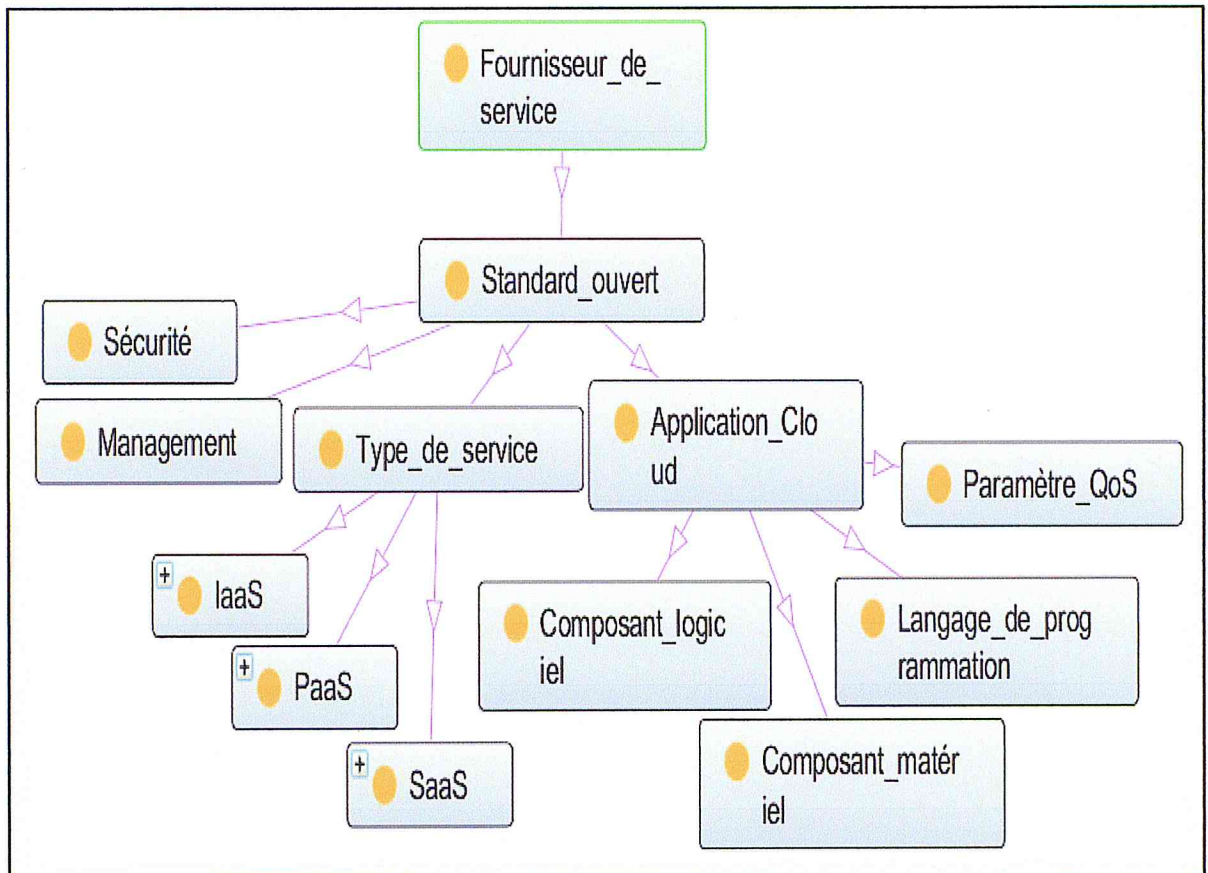 Fournisseur_de_
service
Standard_ouvert
Sécurité
Management
Type_de_service
Application_Clo
ud
Paramètre_QoS
IaaS
PaaS
SaaS
Composant_logic
iel
Langage_de_prog
rammation
Composant_matér
iel